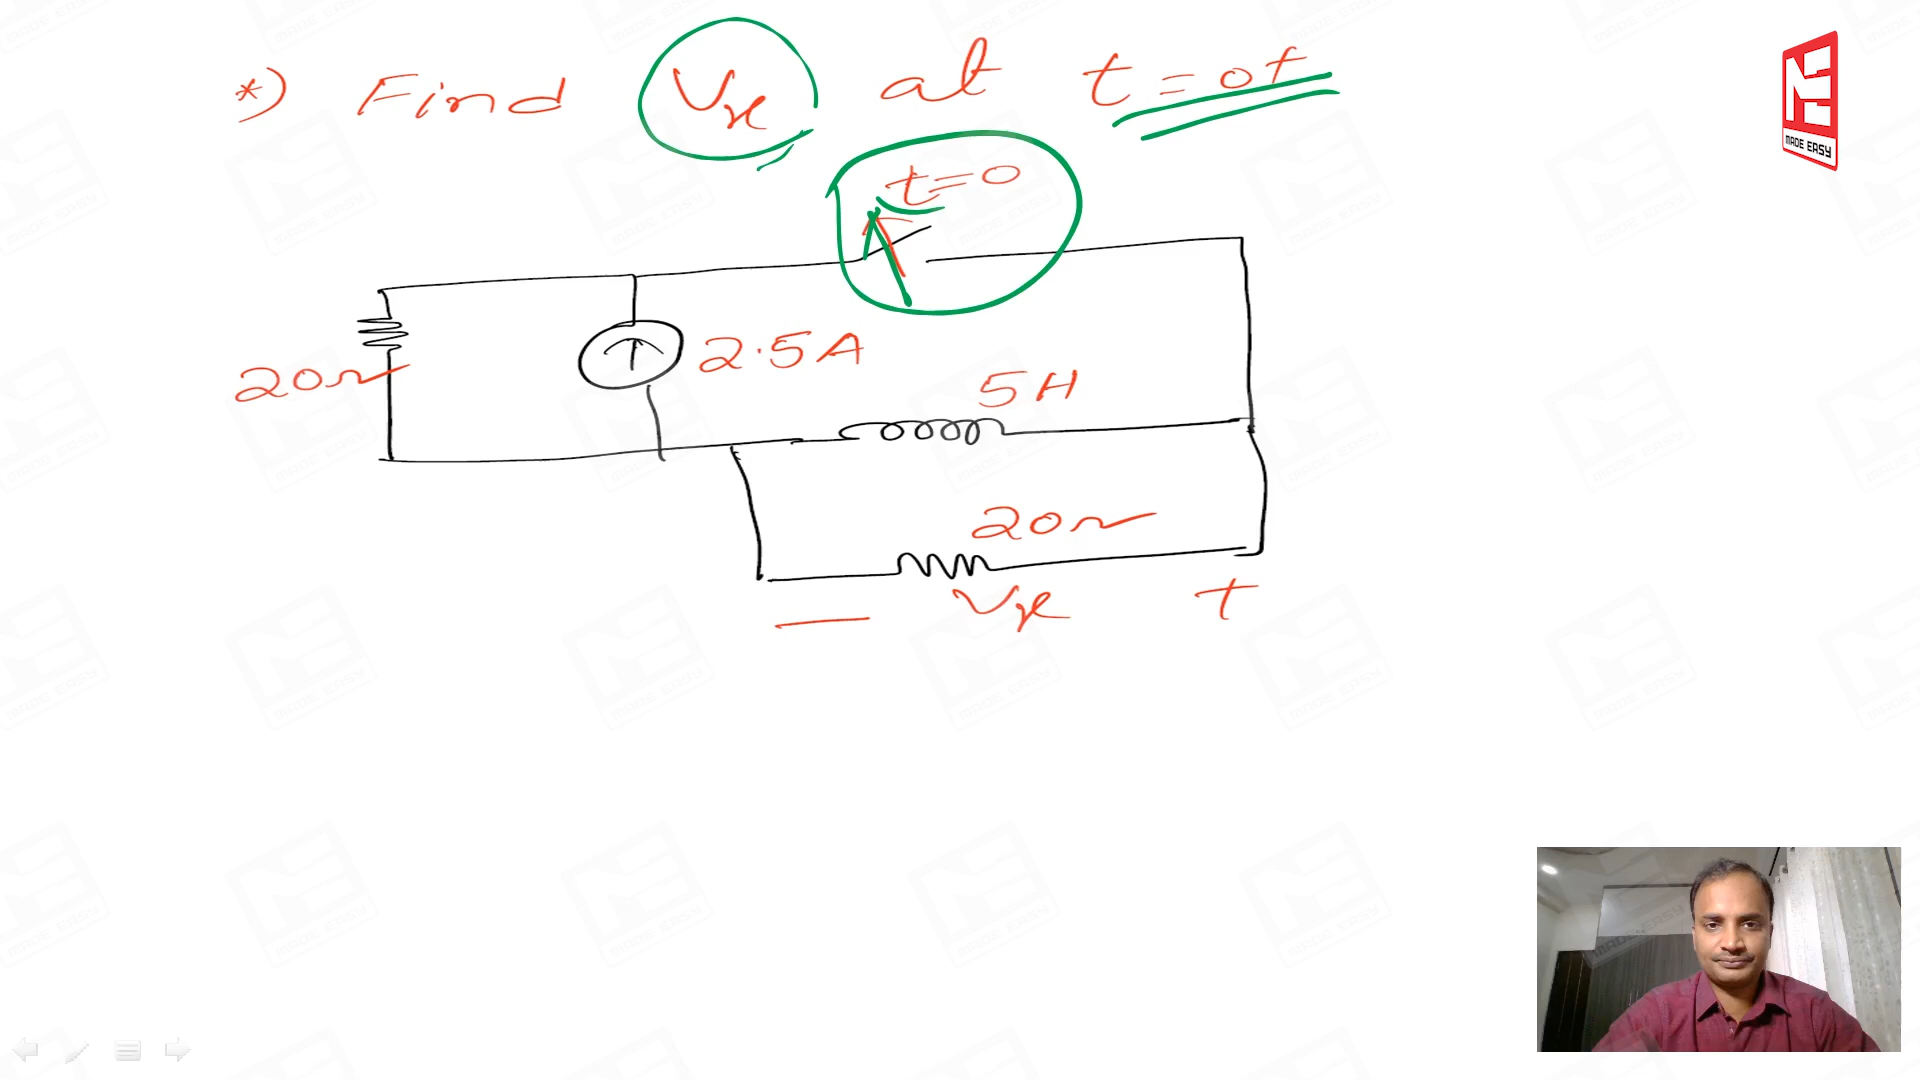 *) Find Vx at t=0+
t=0
MADE EASY
2.5A
20Ω
5H
20Ω
— Vx +